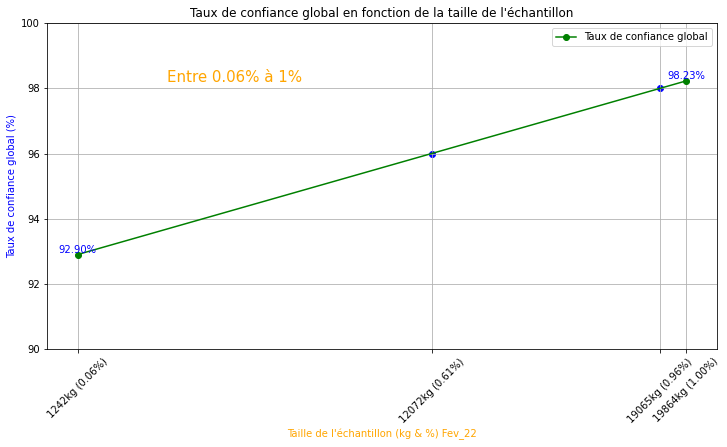 Taux de confiance global en fonction de la taille de l'échantillon
Taux de confiance global
Entre 0.06% à 1%
98.23%
92.90%
100
98
96
94
92
90
Taux de confiance global (%)
1242kg (0.06%)
12072kg (0.61%)
19065kg (0.96%)
19864kg (1.00%)
Taille de l'échantillon (kg & %) Fev_22